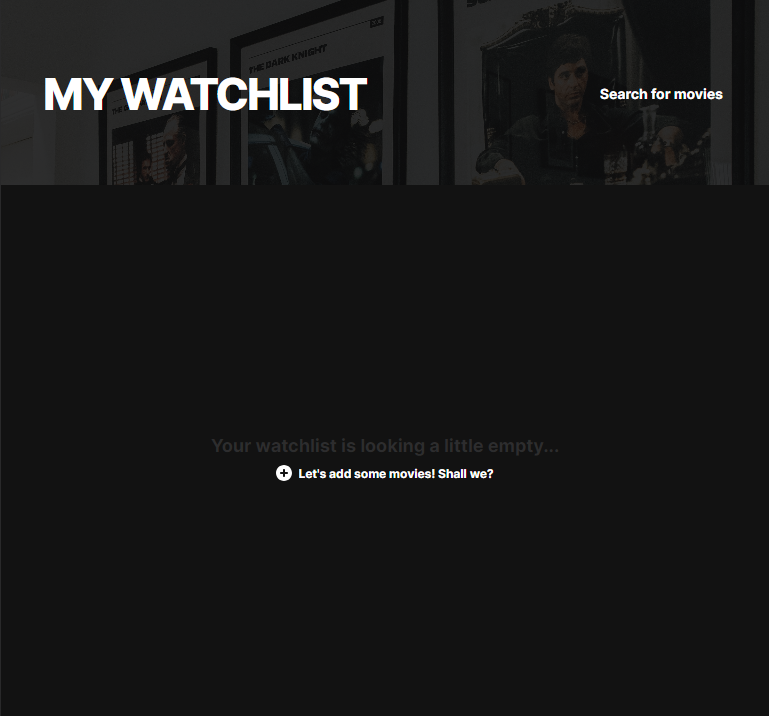 THE DARK KNIGHT
MY WATCHLIST
Search for movies
Your watchlist is looking a little empty...
Let's add some movies! Shall we?